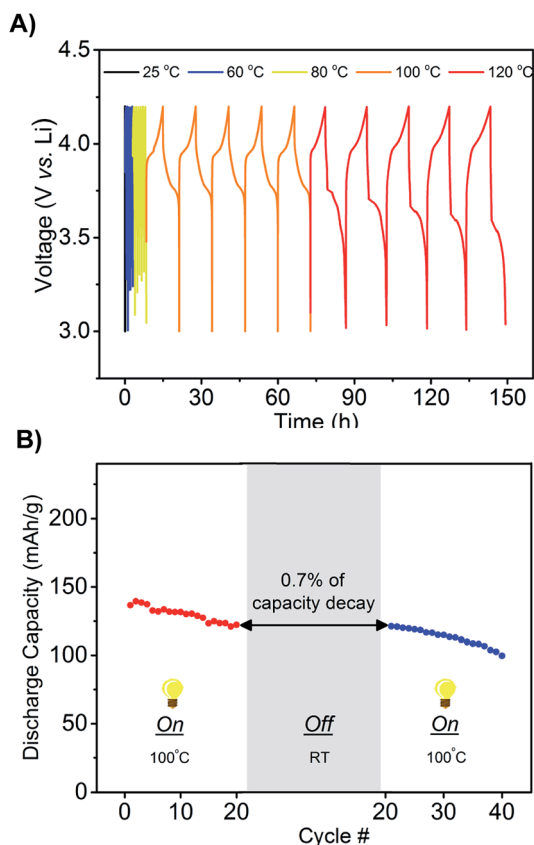 A)
25 °C 60 °C 80 °C 100 °C 120 °C
4.5
4.0
3.5
3.0
Voltage (V vs. Li)
0 30 60 90 120 150
Time (h)
B)
200
150
100
50
0
Discharge Capacity (mAh/g)
0.7% of
capacity decay
On Off On
100°C RT 100°C
0 10 20 20 30 40
Cycle #